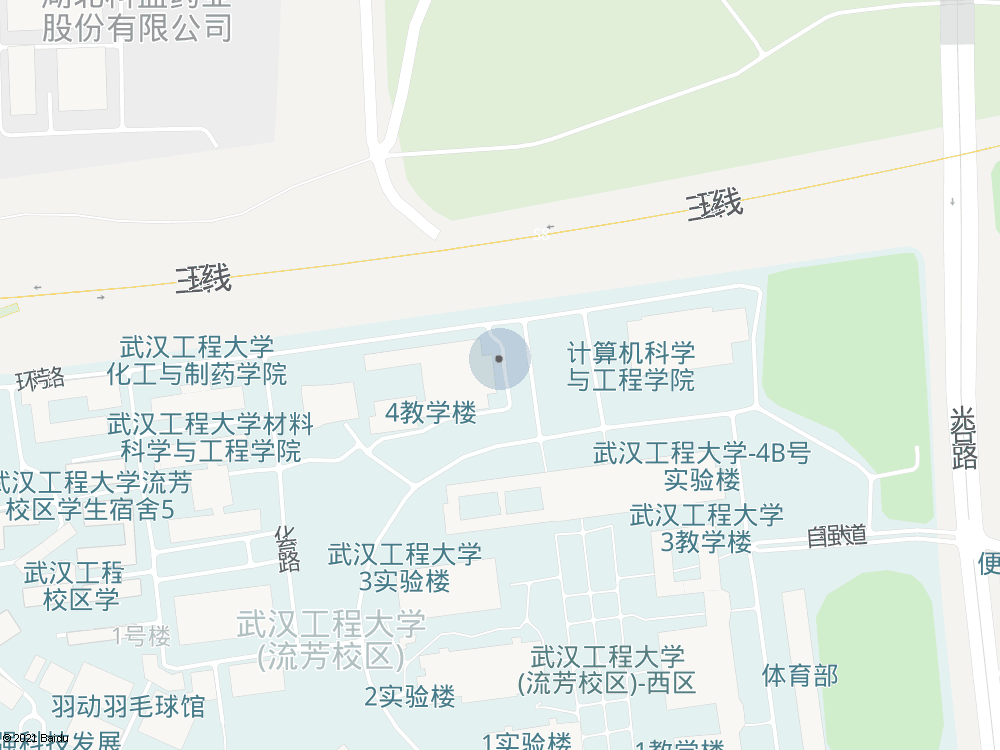 股份有限公司
三环线
三环线
武汉工程大学
化工与制药学院
计算机科学
与工程学院
环芳路
4教学楼
武汉工程大学材料
科学与工程学院
光谷路
武汉工程大学-4B号
实验楼
武汉工程大学流芳
校区学生宿舍5
武汉工程大学
3教学楼
自强大道
化云路
武汉工程大学
3实验楼
便
武汉工程
校区学
1号楼
武汉工程大学
(流芳校区)
武汉工程大学
(流芳校区)-西区
体育部
2实验楼
羽动羽毛球馆
科技发展
1实验楼
1教学楼
© 2021 Baidu